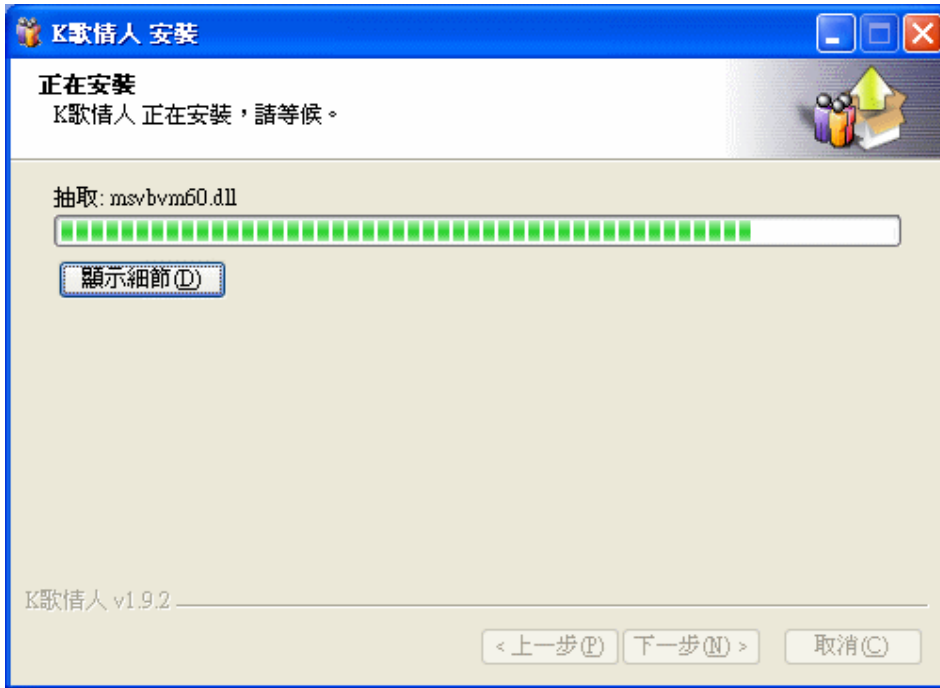 K歌情人 安裝
正在安裝
K歌情人 正在安裝，請等候。
抽取: msvbvm60.dll
顯示細節(D)
K歌情人 v1.9.2
< 上一步(P) 下一步(N) > 取消(C)